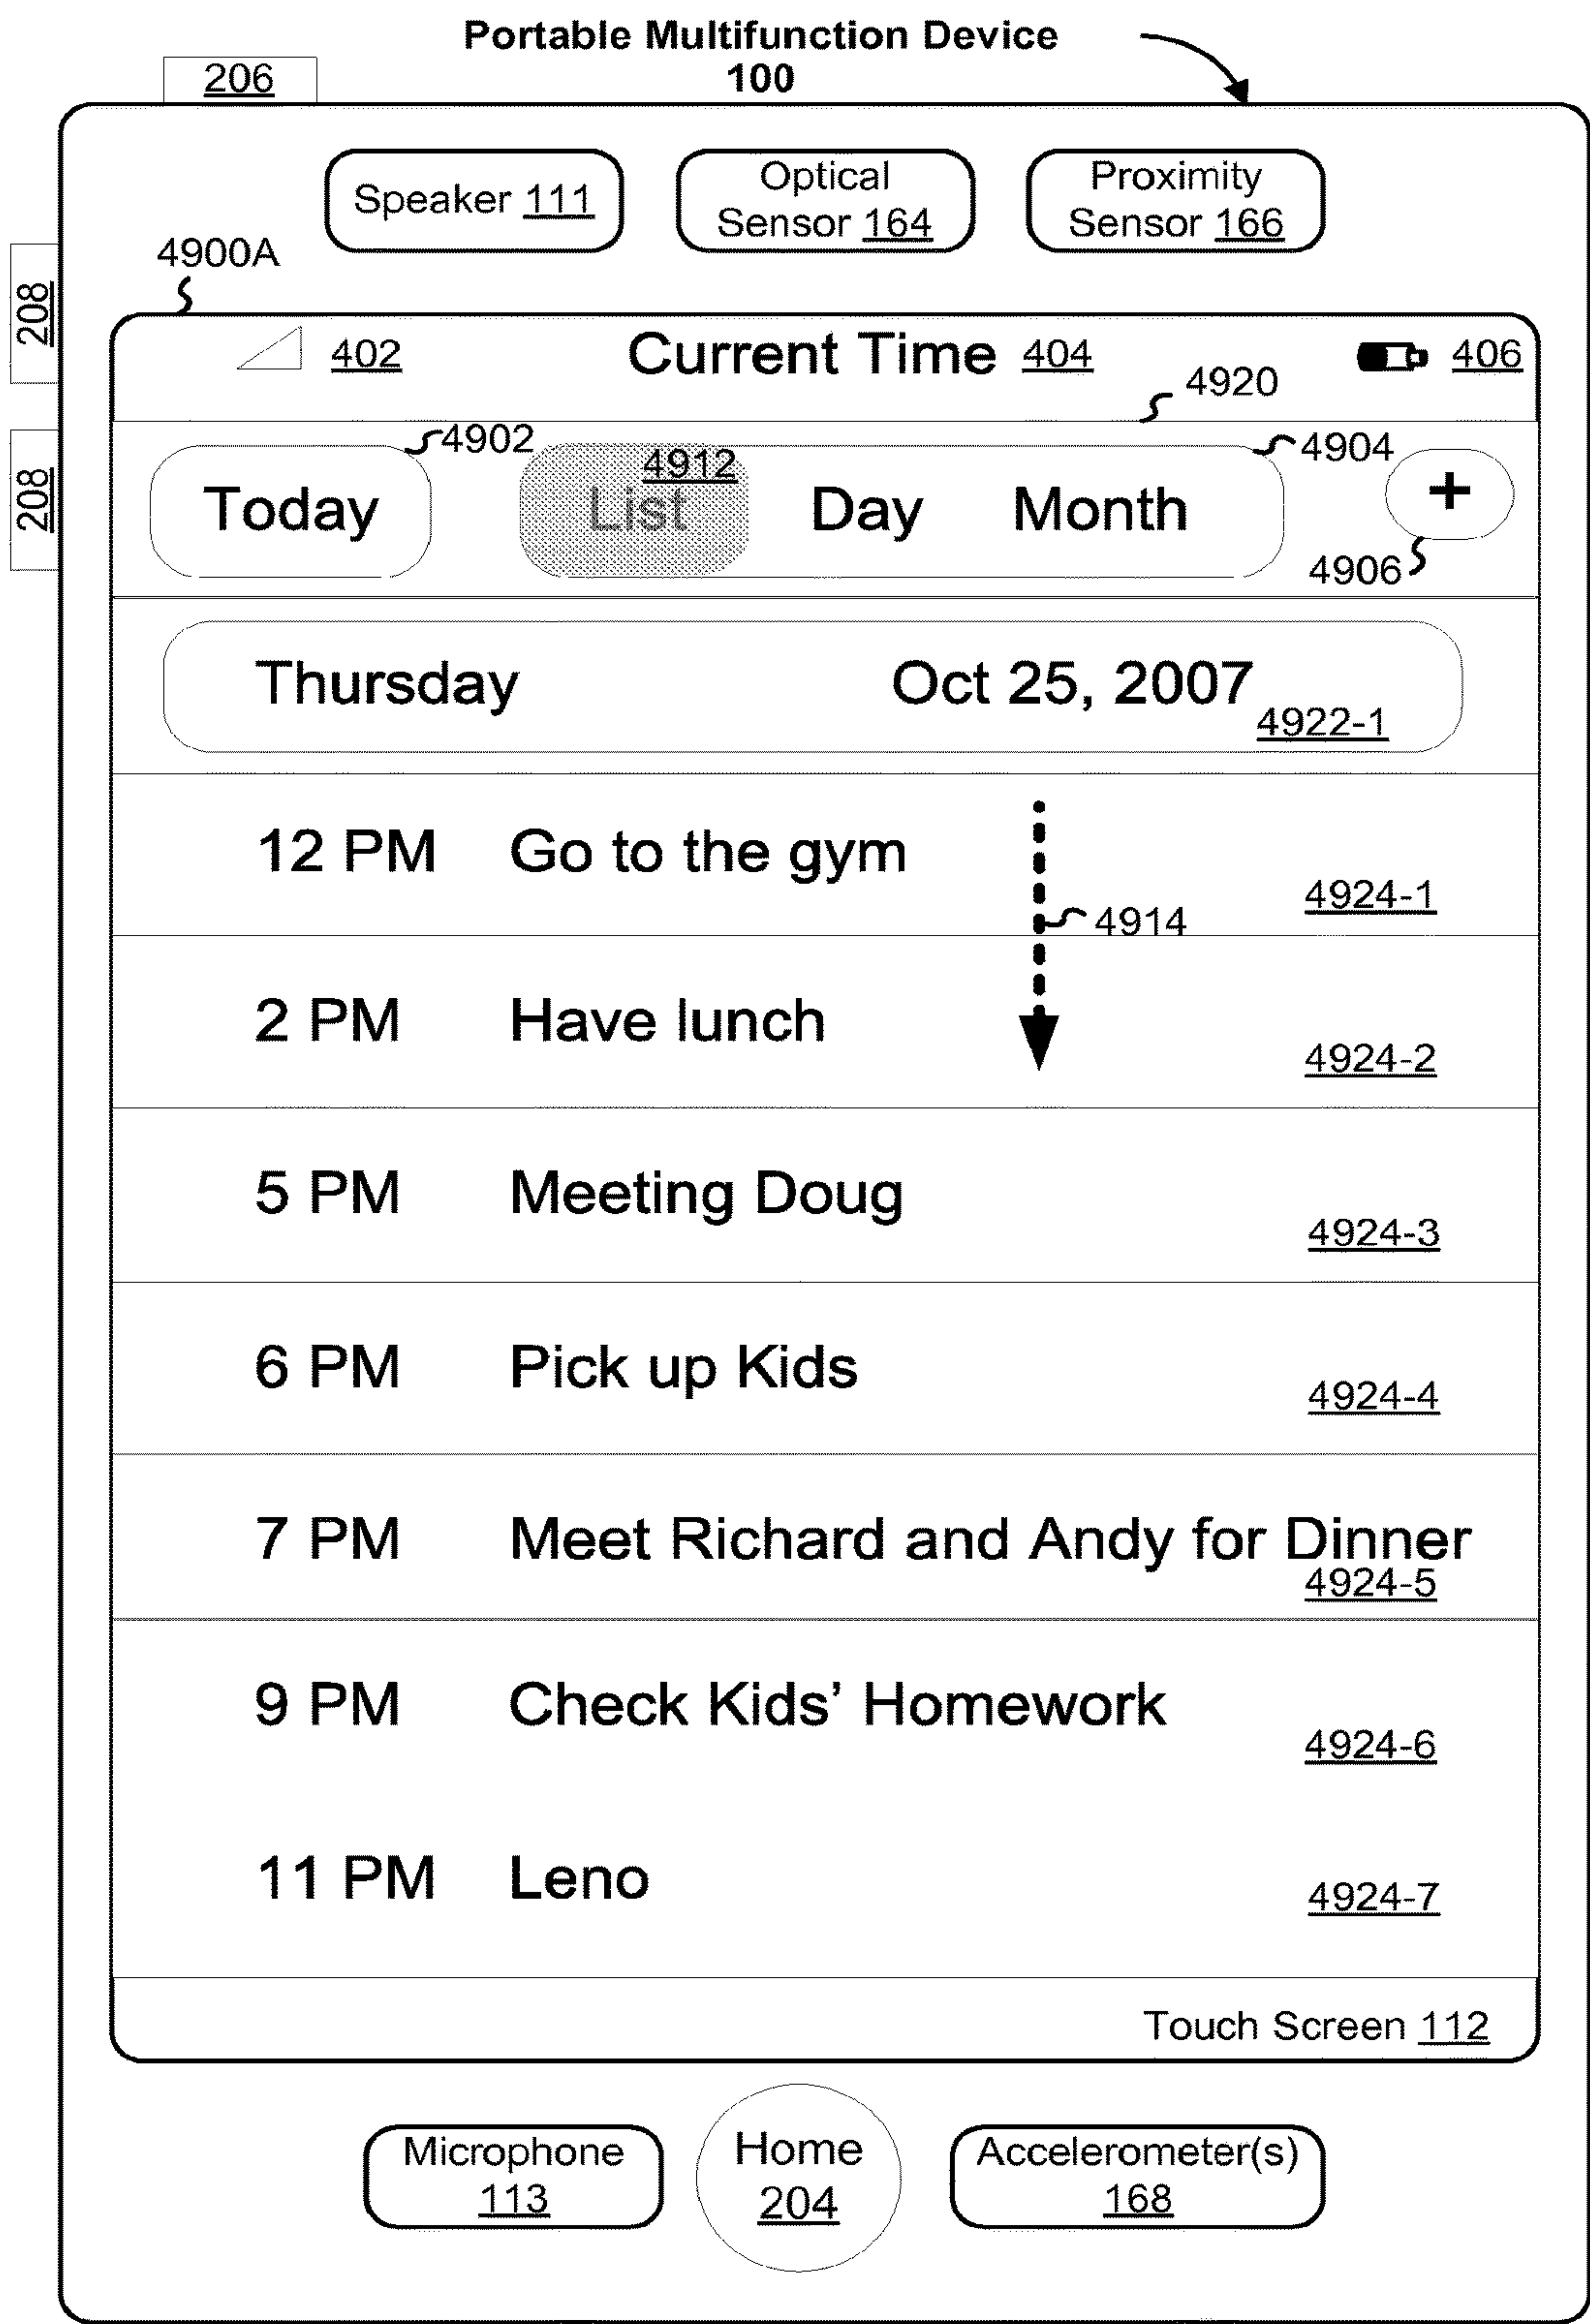 Portable Multifunction Device
100
206
Speaker 111
Optical
Sensor 164
Proximity
Sensor 166
4900A
208
402
Current Time 404
406
4920
4902
4912
4904
208
Today
List
Day
Month
+
4906
Thursday
Oct 25, 2007
4922-1
12 PM Go to the gym
4924-1
4914
2 PM Have lunch
4924-2
5 PM Meeting Doug
4924-3
6 PM Pick up Kids
4924-4
7 PM Meet Richard and Andy for Dinner
4924-5
9 PM Check Kids’ Homework
4924-6
11 PM Leno
4924-7
Touch Screen 112
Microphone
113
Home
204
Accelerometer(s)
168